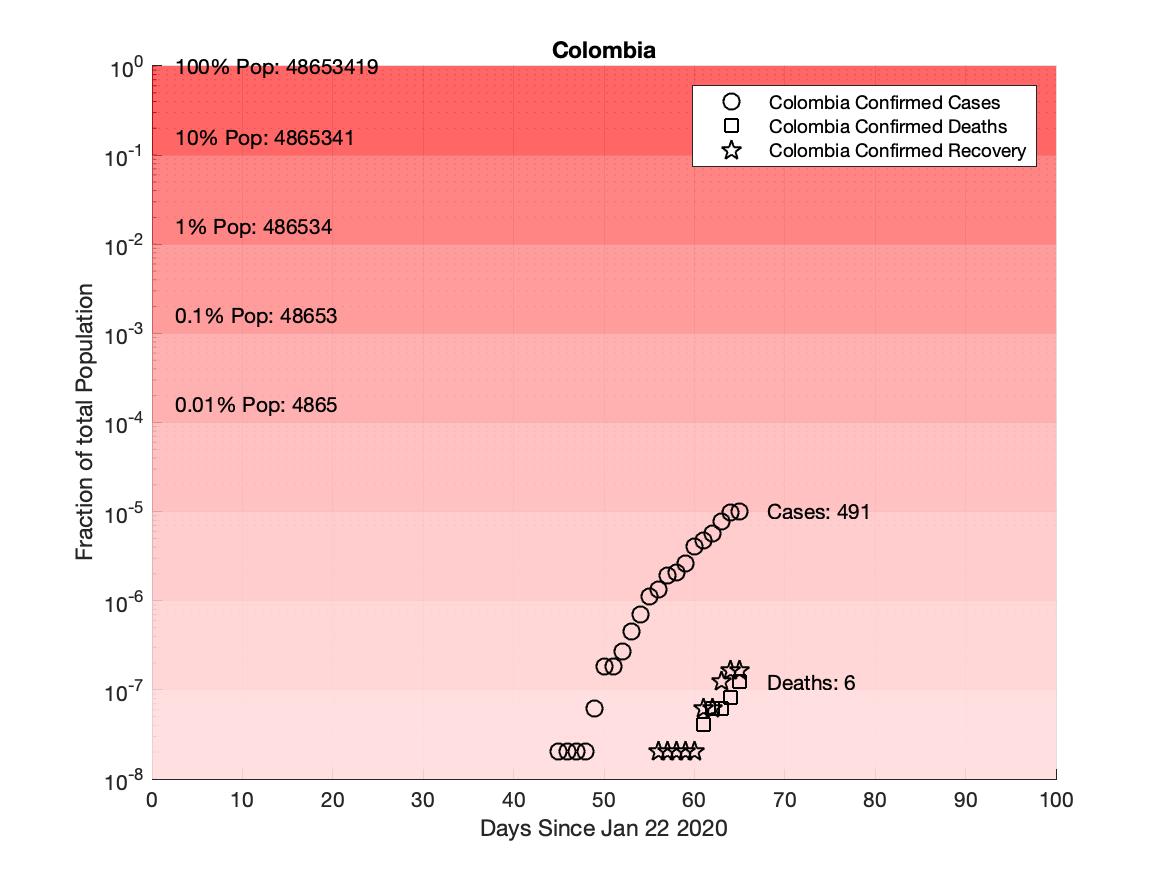 Colombia
10^0
100% Pop: 48653419
Colombia Confirmed Cases
Colombia Confirmed Deaths
Colombia Confirmed Recovery
10% Pop: 4865341
10^-1
1% Pop: 486534
10^-2
0.1% Pop: 48653
10^-3
0.01% Pop: 4865
10^-4
10^-5
Cases: 491
10^-6
10^-7
Deaths: 6
10^-8
Fraction of total Population
0 10 20 30 40 50 60 70 80 90 100
Days Since Jan 22 2020